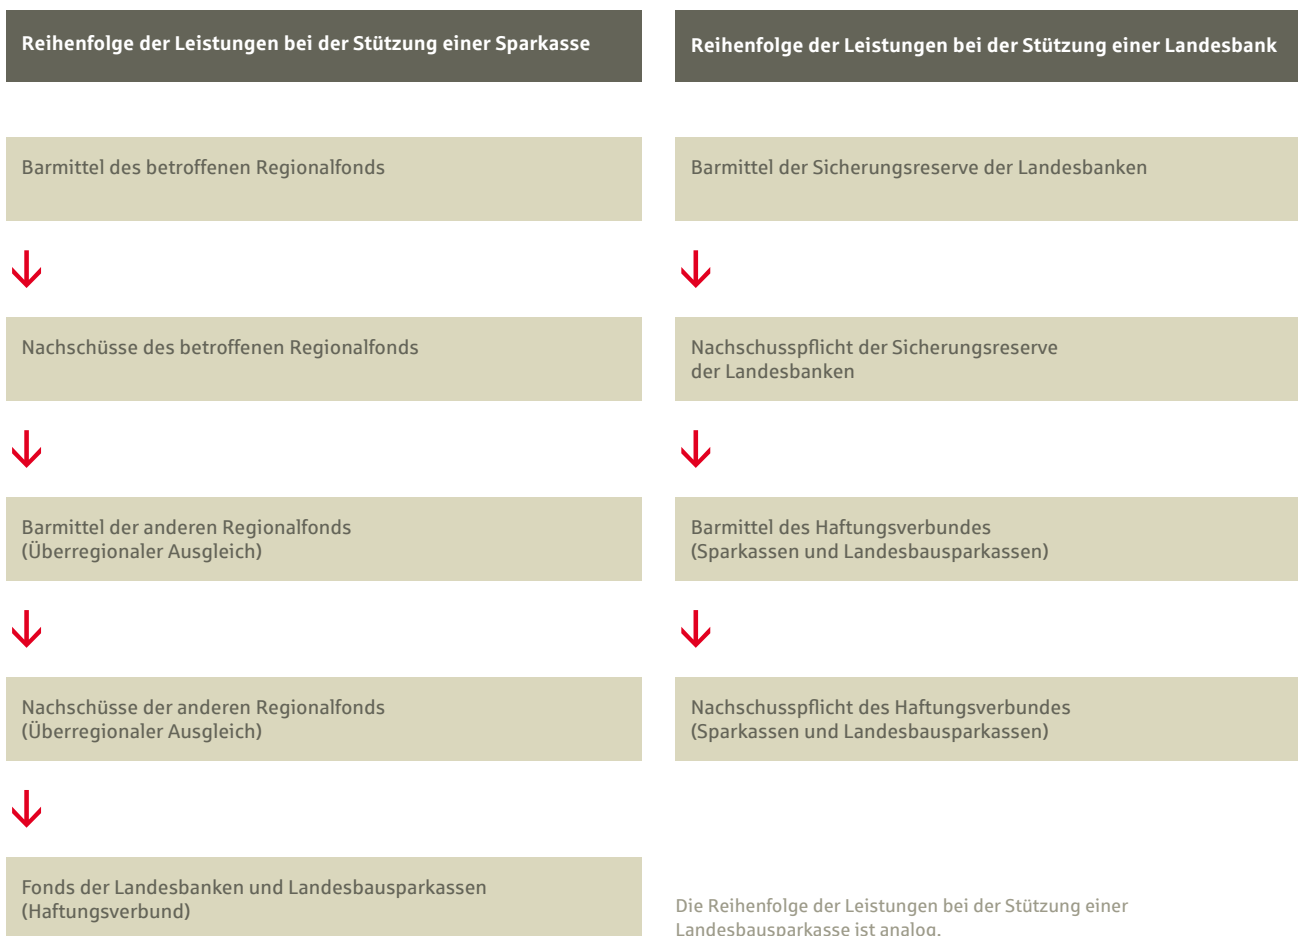 Reihenfolge der Leistungen bei der Stützung einer Sparkasse
Barmittel des betroffenen Regionalfonds
Nachschüsse des betroffenen Regionalfonds
Barmittel der anderen Regionalfonds
(Überregionaler Ausgleich)
Nachschüsse der anderen Regionalfonds
(Überregionaler Ausgleich)
Fonds der Landesbanken und Landesbausparkassen
(Haftungsverbund)
Reihenfolge der Leistungen bei der Stützung einer Landesbank
Barmittel der Sicherungsreserve der Landesbanken
Nachschusspflicht der Sicherungsreserve
der Landesbanken
Barmittel des Haftungsverbundes
(Sparkassen und Landesbausparkassen)
Nachschusspflicht des Haftungsverbundes
(Sparkassen und Landesbausparkassen)
Die Reihenfolge der Leistungen bei der Stützung einer
Landesbausparkasse ist analog.